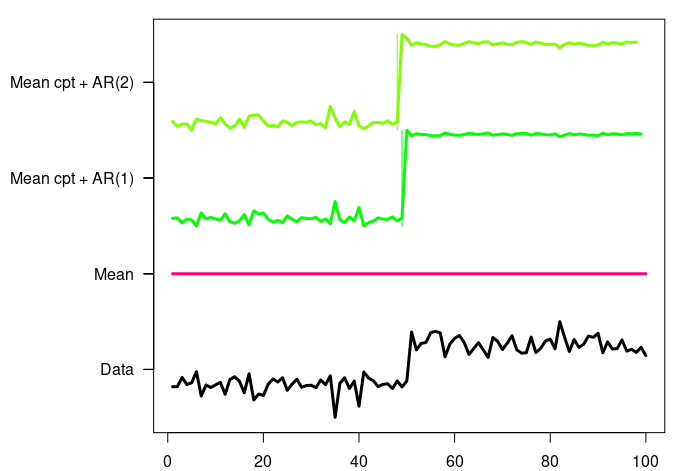 Mean cpt + AR(2)
Mean cpt + AR(1)
Mean
Data
0 20 40 60 80 100